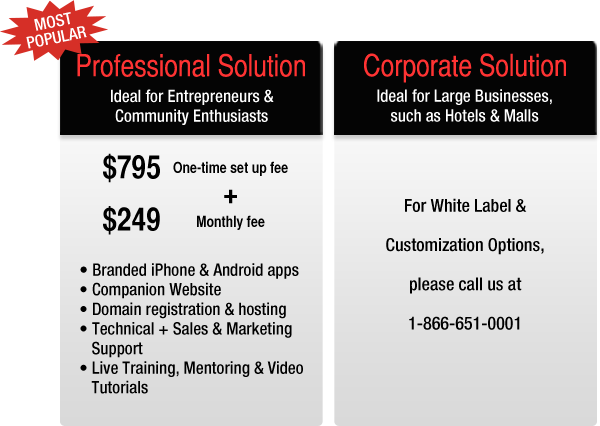 MOST
POPULAR
Professional Solution
Ideal for Entrepreneurs &
Community Enthusiasts
$795 One-time set up fee
+
$249 Monthly fee
• Branded iPhone & Android apps
• Companion Website
• Domain registration & hosting
• Technical + Sales & Marketing
Support
• Live Training, Mentoring & Video
Tutorials
Corporate Solution
Ideal for Large Businesses,
such as Hotels & Malls
For White Label &
Customization Options,
please call us at
1-866-651-0001